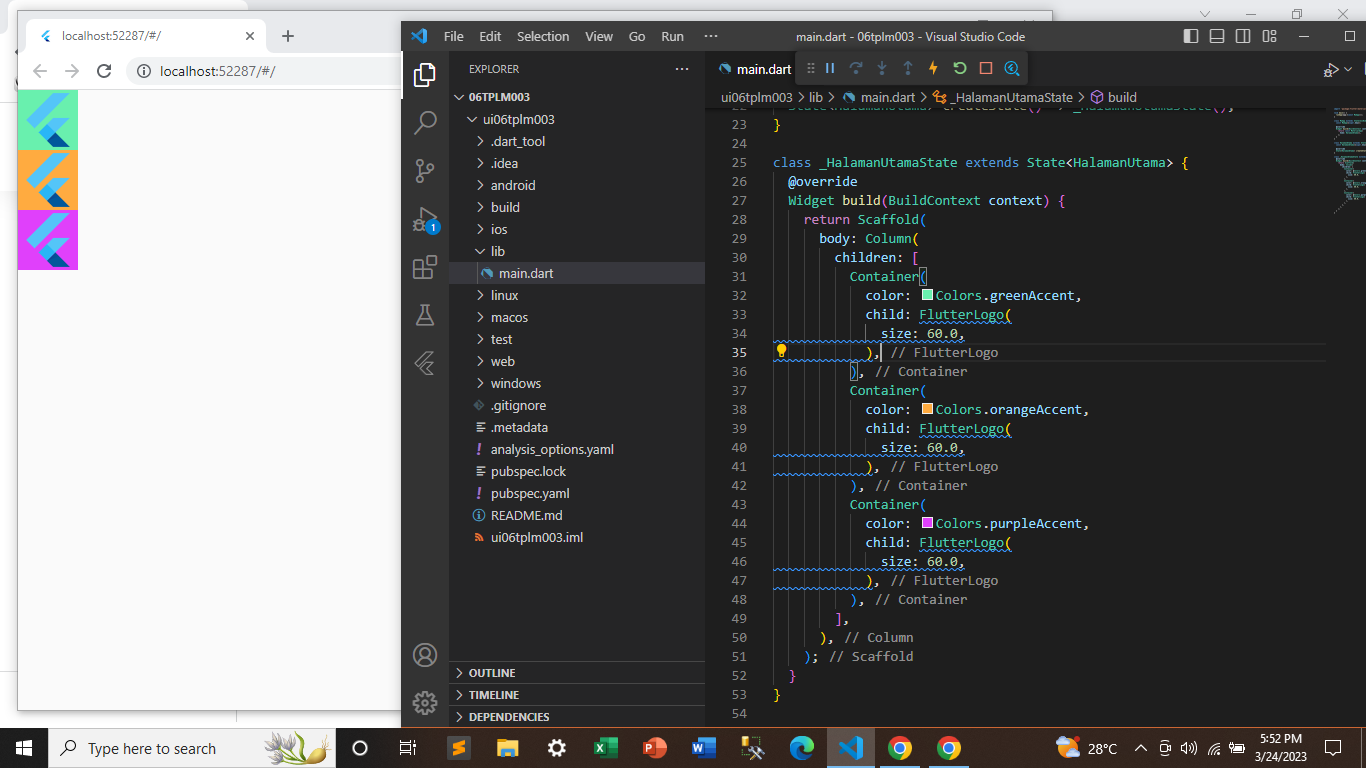 localhost:52287/#/
localhost:52287/#/
File Edit Selection View Go Run ···
main.dart - 06tplm003 - Visual Studio Code
EXPLORER
06TPLM003
ui06tplm003
.dart_tool
.idea
android
build
ios
lib
main.dart
linux
macos
test
web
windows
.gitignore
.metadata
analysis_options.yaml
pubspec.lock
pubspec.yaml
README.md
ui06tplm003.iml
OUTLINE
TIMELINE
DEPENDENCIES
1
main.dart
ui06tplm003 > lib > main.dart > _HalamanUtamaState > build
23 }
24
25 class _HalamanUtamaState extends State<HalamanUtama> {
26 @override
27 Widget build(BuildContext context) {
28 return Scaffold(
29 body: Column(
30 children: [
31 Container(
32 color: Colors.greenAccent,
33 child: FlutterLogo(
34 size: 60.0,
35 ), // FlutterLogo
36 ), // Container
37 Container(
38 color: Colors.orangeAccent,
39 child: FlutterLogo(
40 size: 60.0,
41 ), // FlutterLogo
42 ), // Container
43 Container(
44 color: Colors.purpleAccent,
45 child: FlutterLogo(
46 size: 60.0,
47 ), // FlutterLogo
48 ), // Container
49 ],
50 ), // Column
51 ); // Scaffold
52 }
53 }
54
Type here to search
28°C
5:52 PM
3/24/2023